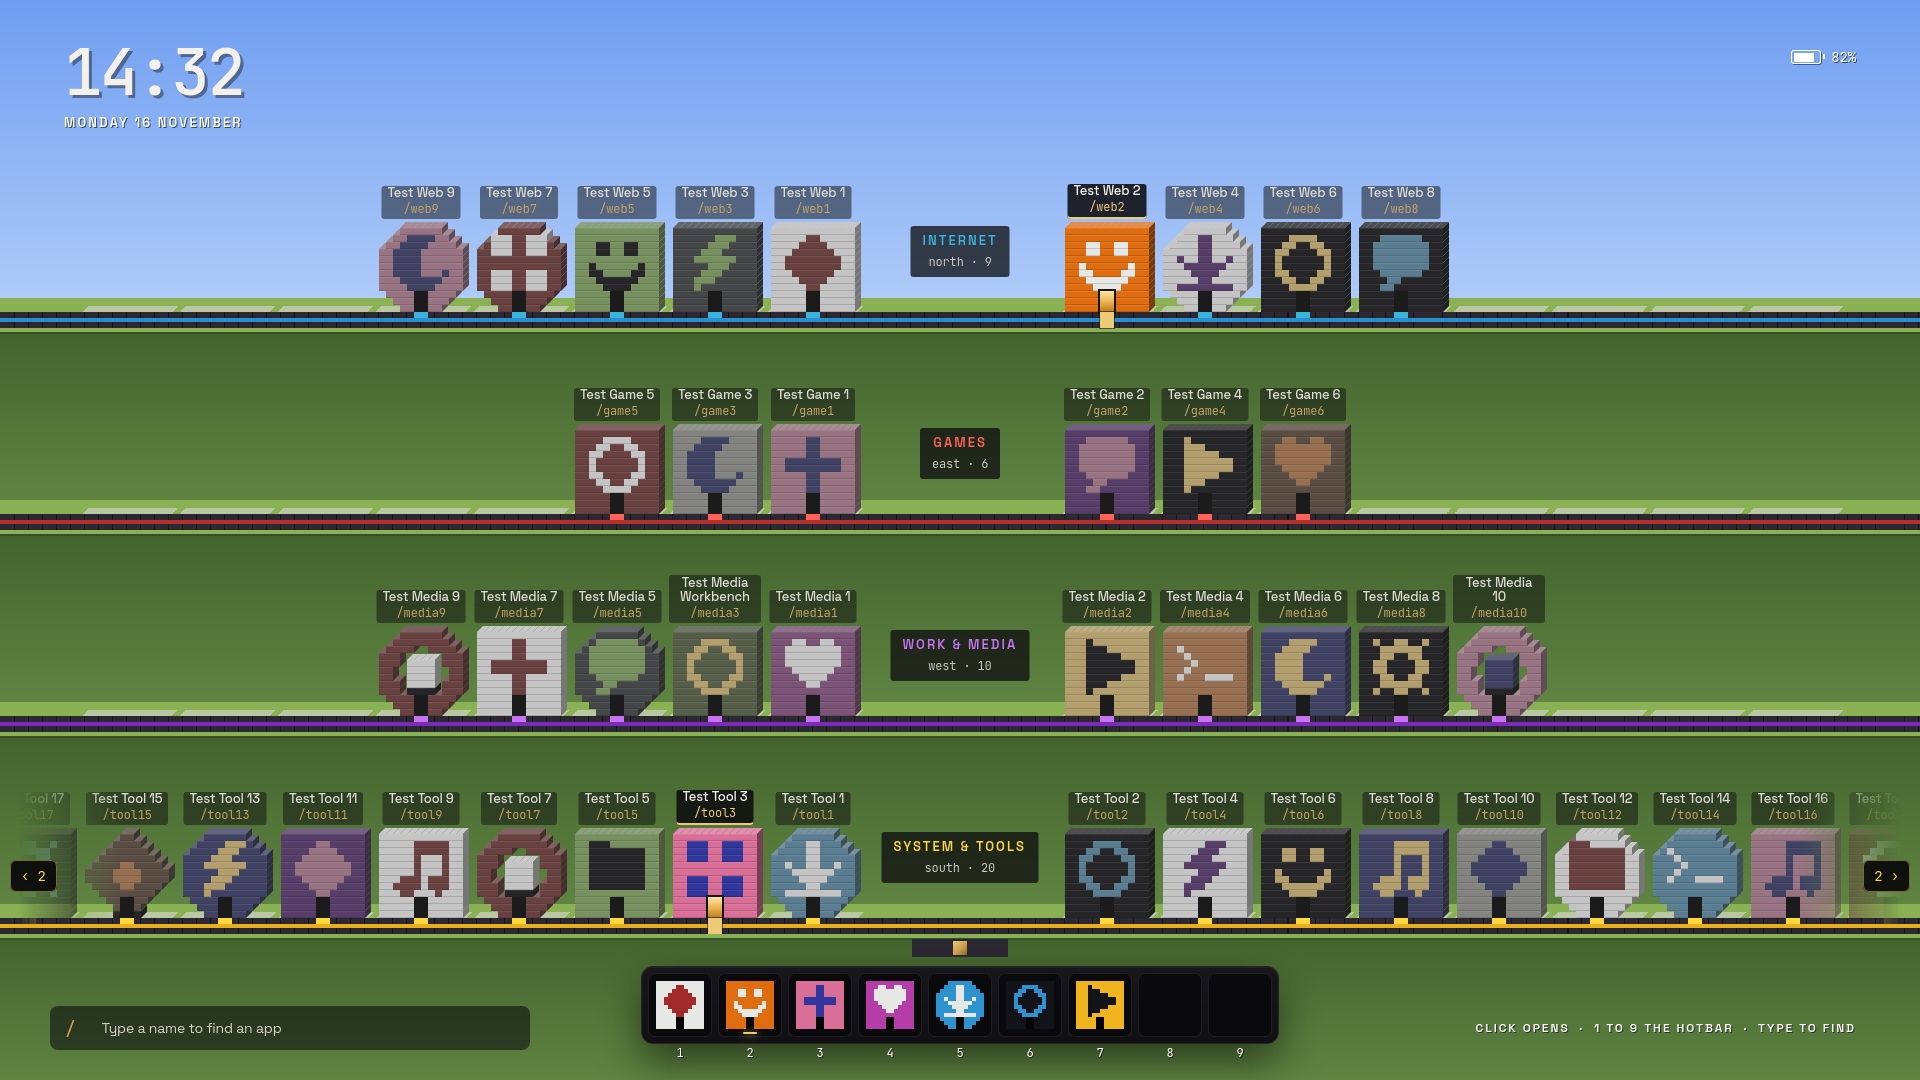 14:32
MONDAY 16 NOVEMBER
82%
Test Web 9
/web9
Test Web 7
/web7
Test Web 5
/web5
Test Web 3
/web3
Test Web 1
/web1
INTERNET
north · 9
Test Web 2
/web2
Test Web 4
/web4
Test Web 6
/web6
Test Web 8
/web8
Test Game 5
/game5
Test Game 3
/game3
Test Game 1
/game1
GAMES
east · 6
Test Game 2
/game2
Test Game 4
/game4
Test Game 6
/game6
Test Media 9
/media9
Test Media 7
/media7
Test Media 5
/media5
Test Media
Workbench
/media3
Test Media 1
/media1
WORK & MEDIA
west · 10
Test Media 2
/media2
Test Media 4
/media4
Test Media 6
/media6
Test Media 8
/media8
Test Media
10
/media10
Tool 17
Test Tool 15
/tool15
Test Tool 13
/tool13
Test Tool 11
/tool11
Test Tool 9
/tool9
Test Tool 7
/tool7
Test Tool 5
/tool5
Test Tool 3
/tool3
Test Tool 1
/tool1
SYSTEM & TOOLS
south · 20
Test Tool 2
/tool2
Test Tool 4
/tool4
Test Tool 6
/tool6
Test Tool 8
/tool8
Test Tool 10
/tool10
Test Tool 12
/tool12
Test Tool 14
/tool14
Test Tool 16
/tool16
Test
‹ 2
2 ›
/ Type a name to find an app
1 2 3 4 5 6 7 8 9
CLICK OPENS · 1 TO 9 THE HOTBAR · TYPE TO FIND